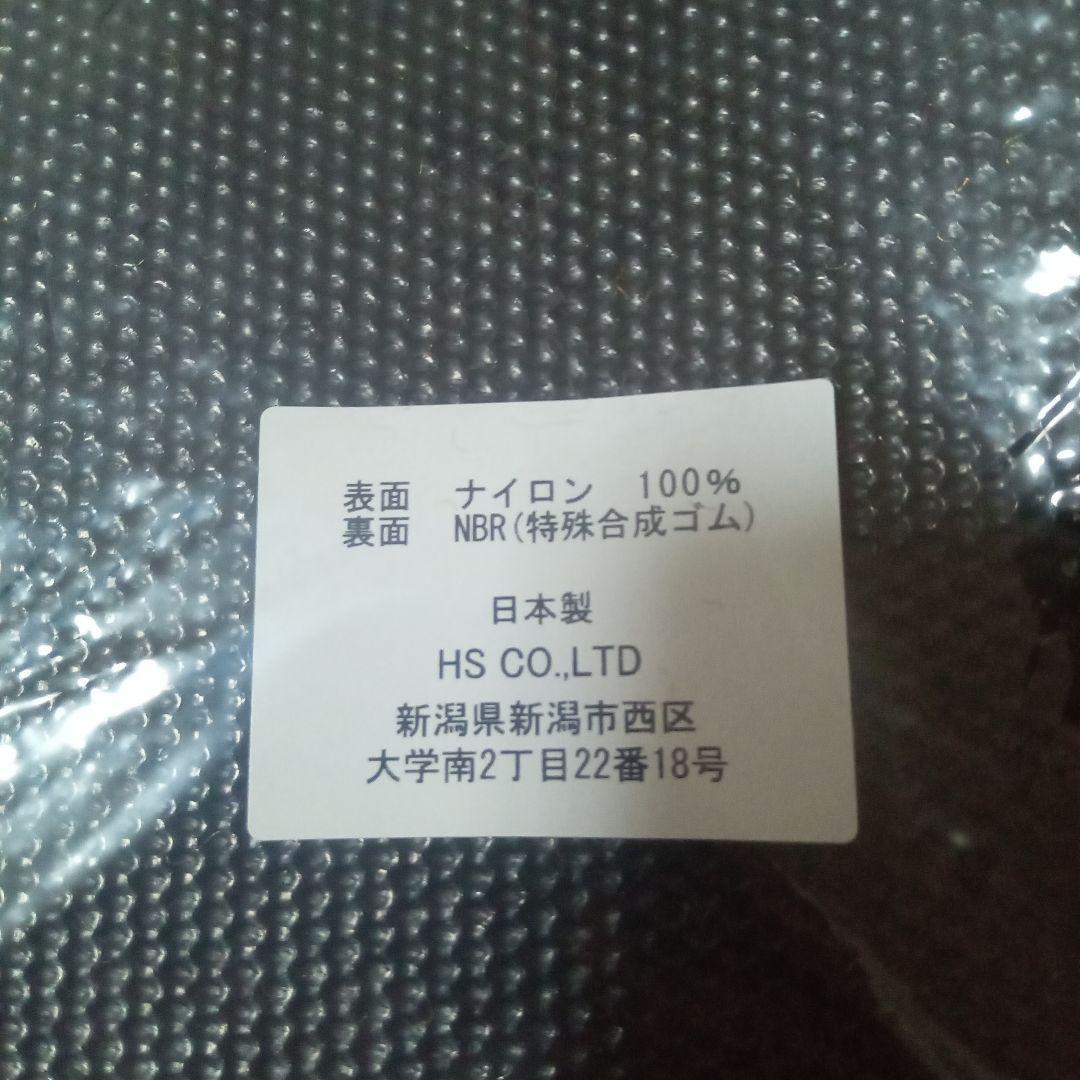 表面　ナイロン　100%
裏面　NBR(特殊合成ゴム)
日本製
HS CO.,LTD
新潟県新潟市西区
大学南2丁目22番18号